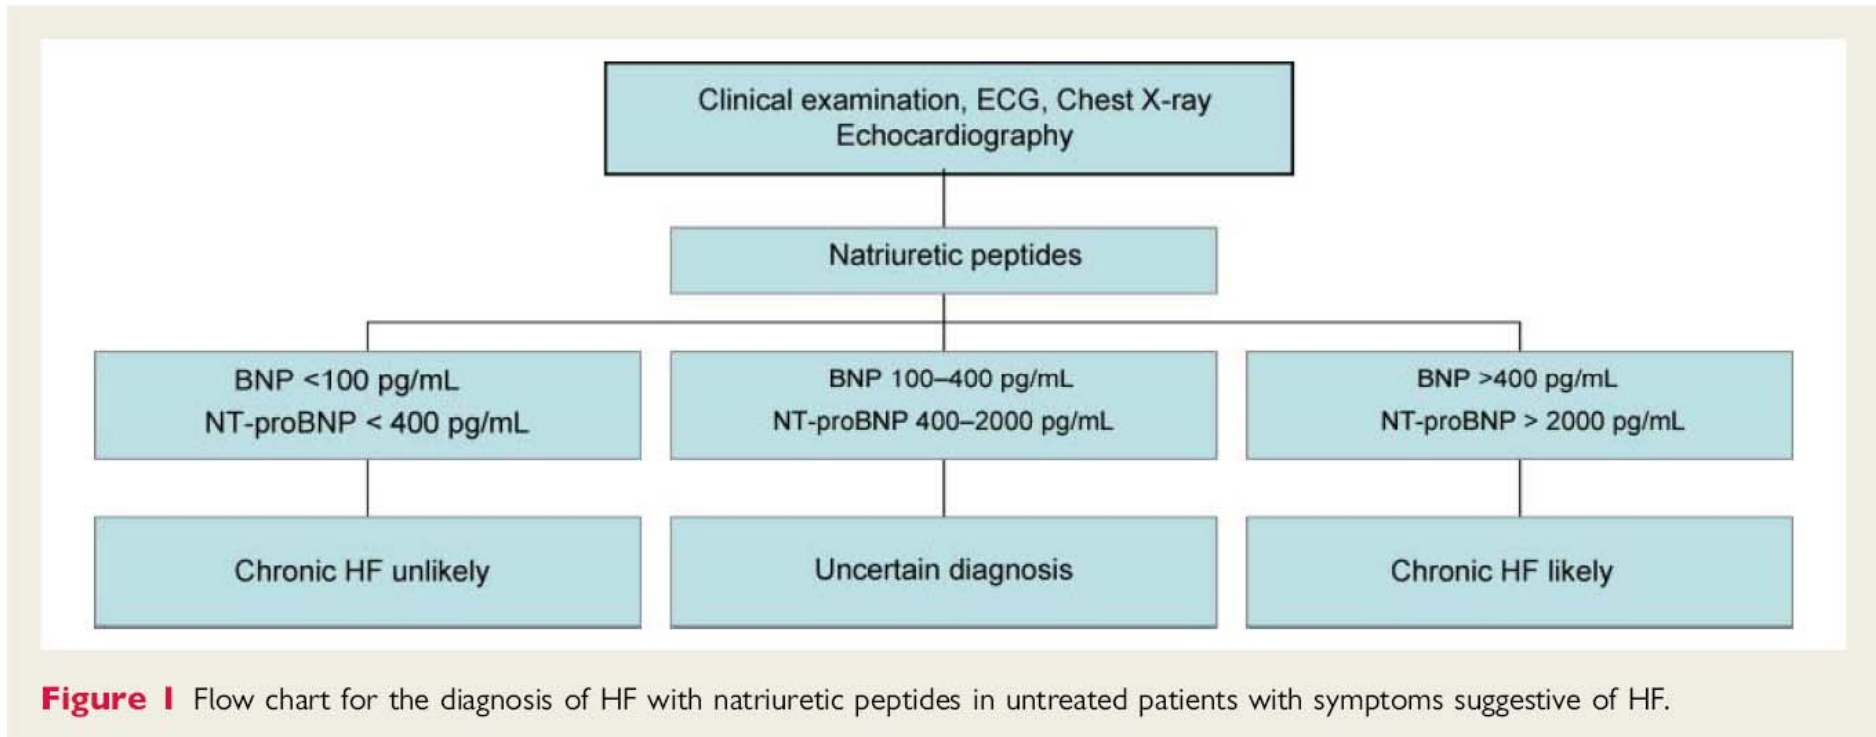 Clinical examination, ECG, Chest X-ray
Echocardiography
Natriuretic peptides
BNP <100 pg/mL
NT-proBNP < 400 pg/mL
BNP 100–400 pg/mL
NT-proBNP 400–2000 pg/mL
BNP >400 pg/mL
NT-proBNP > 2000 pg/mL
Chronic HF unlikely
Uncertain diagnosis
Chronic HF likely
Figure 1 Flow chart for the diagnosis of HF with natriuretic peptides in untreated patients with symptoms suggestive of HF.